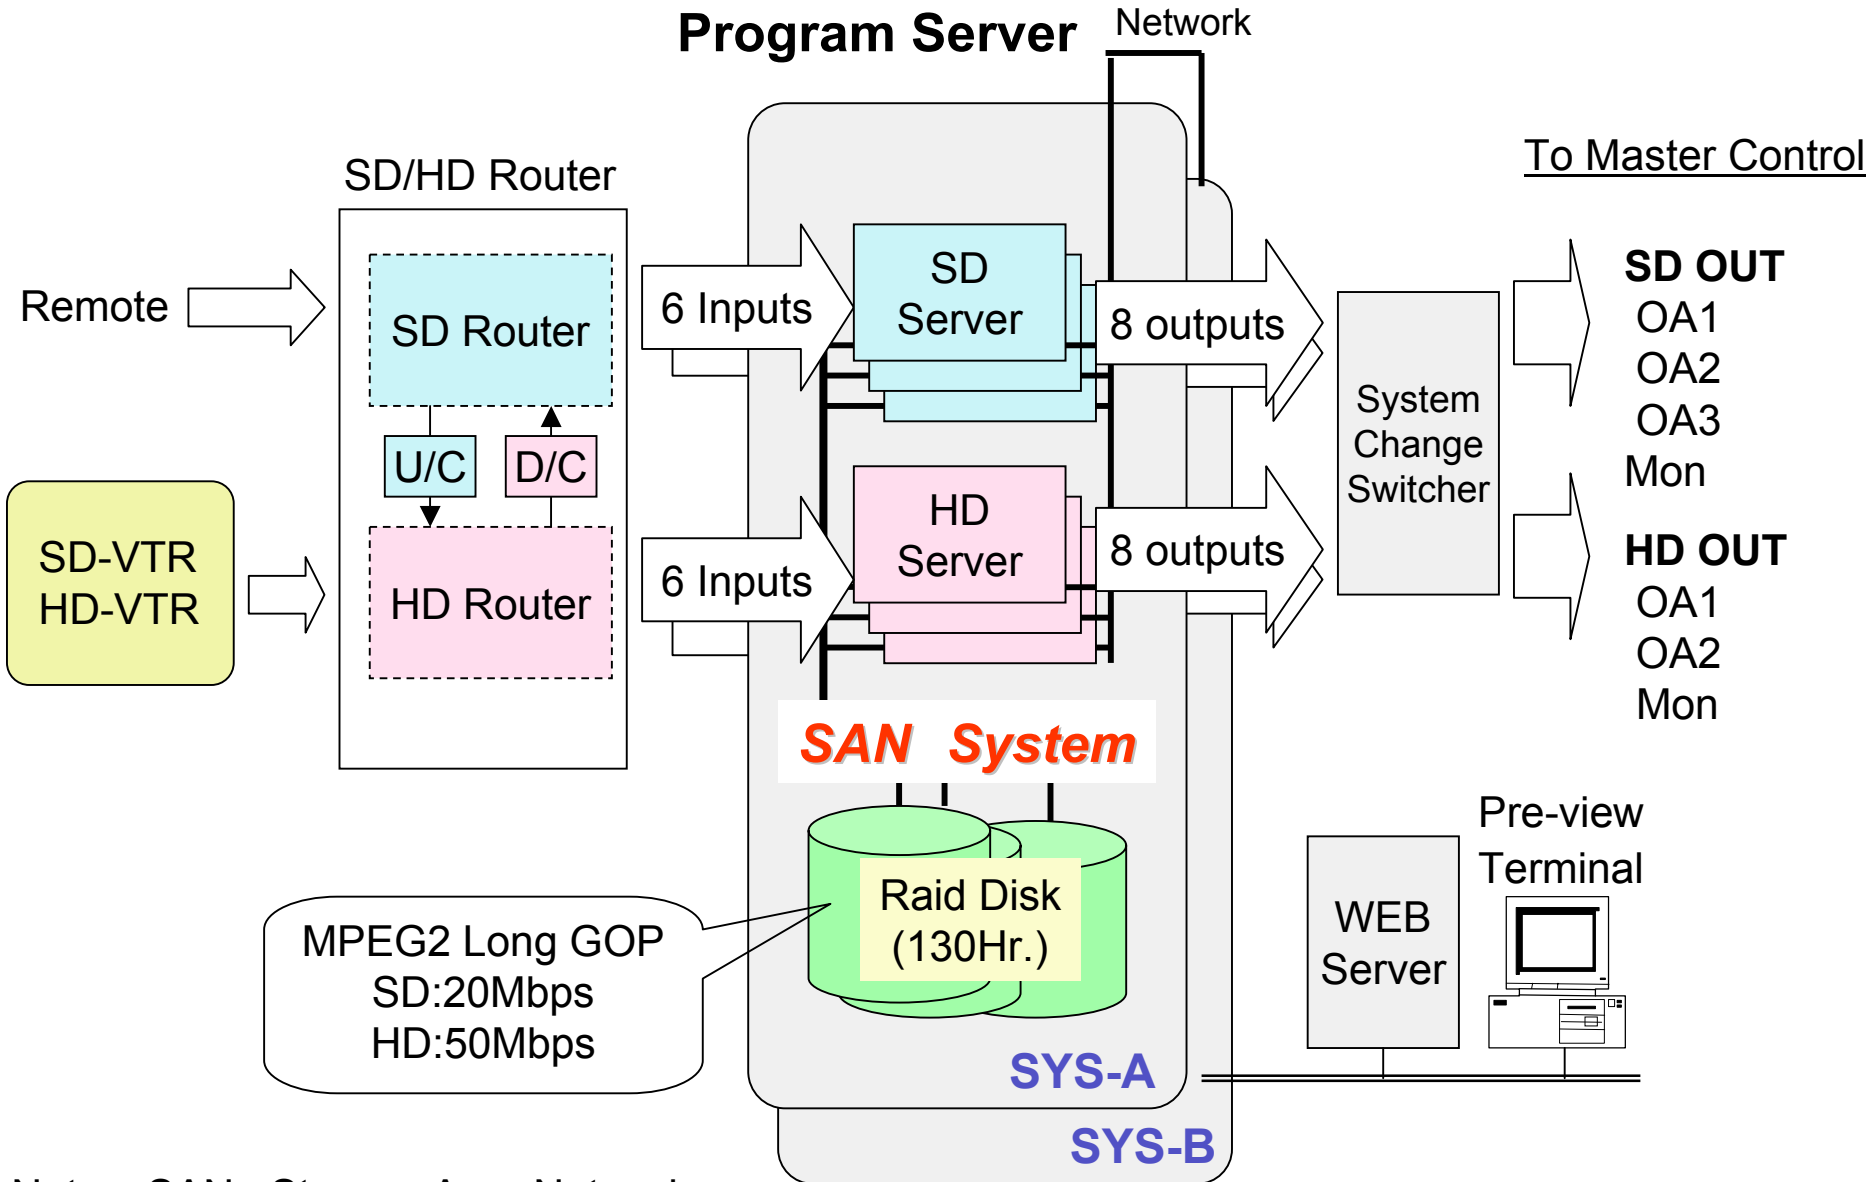 Program Server
Network
To Master Control
SD/HD Router
Remote
SD Router
U/C
D/C
HD Router
SD-VTR
HD-VTR
6 Inputs
6 Inputs
SD
Server
HD
Server
8 outputs
8 outputs
System
Change
Switcher
SD OUT
OA1
OA2
OA3
Mon
HD OUT
OA1
OA2
Mon
SAN System
Raid Disk
(130Hr.)
MPEG2 Long GOP
SD:20Mbps
HD:50Mbps
SYS-A
SYS-B
WEB
Server
Pre-view
Terminal